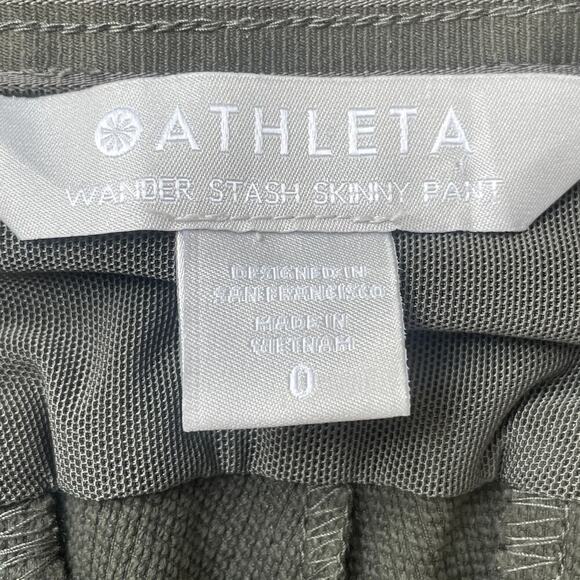 ATHLETA
WANDER STASH SKINNY PANT
DESIGNED IN
SAN FRANCISCO
MADE IN
VIETNAM
0